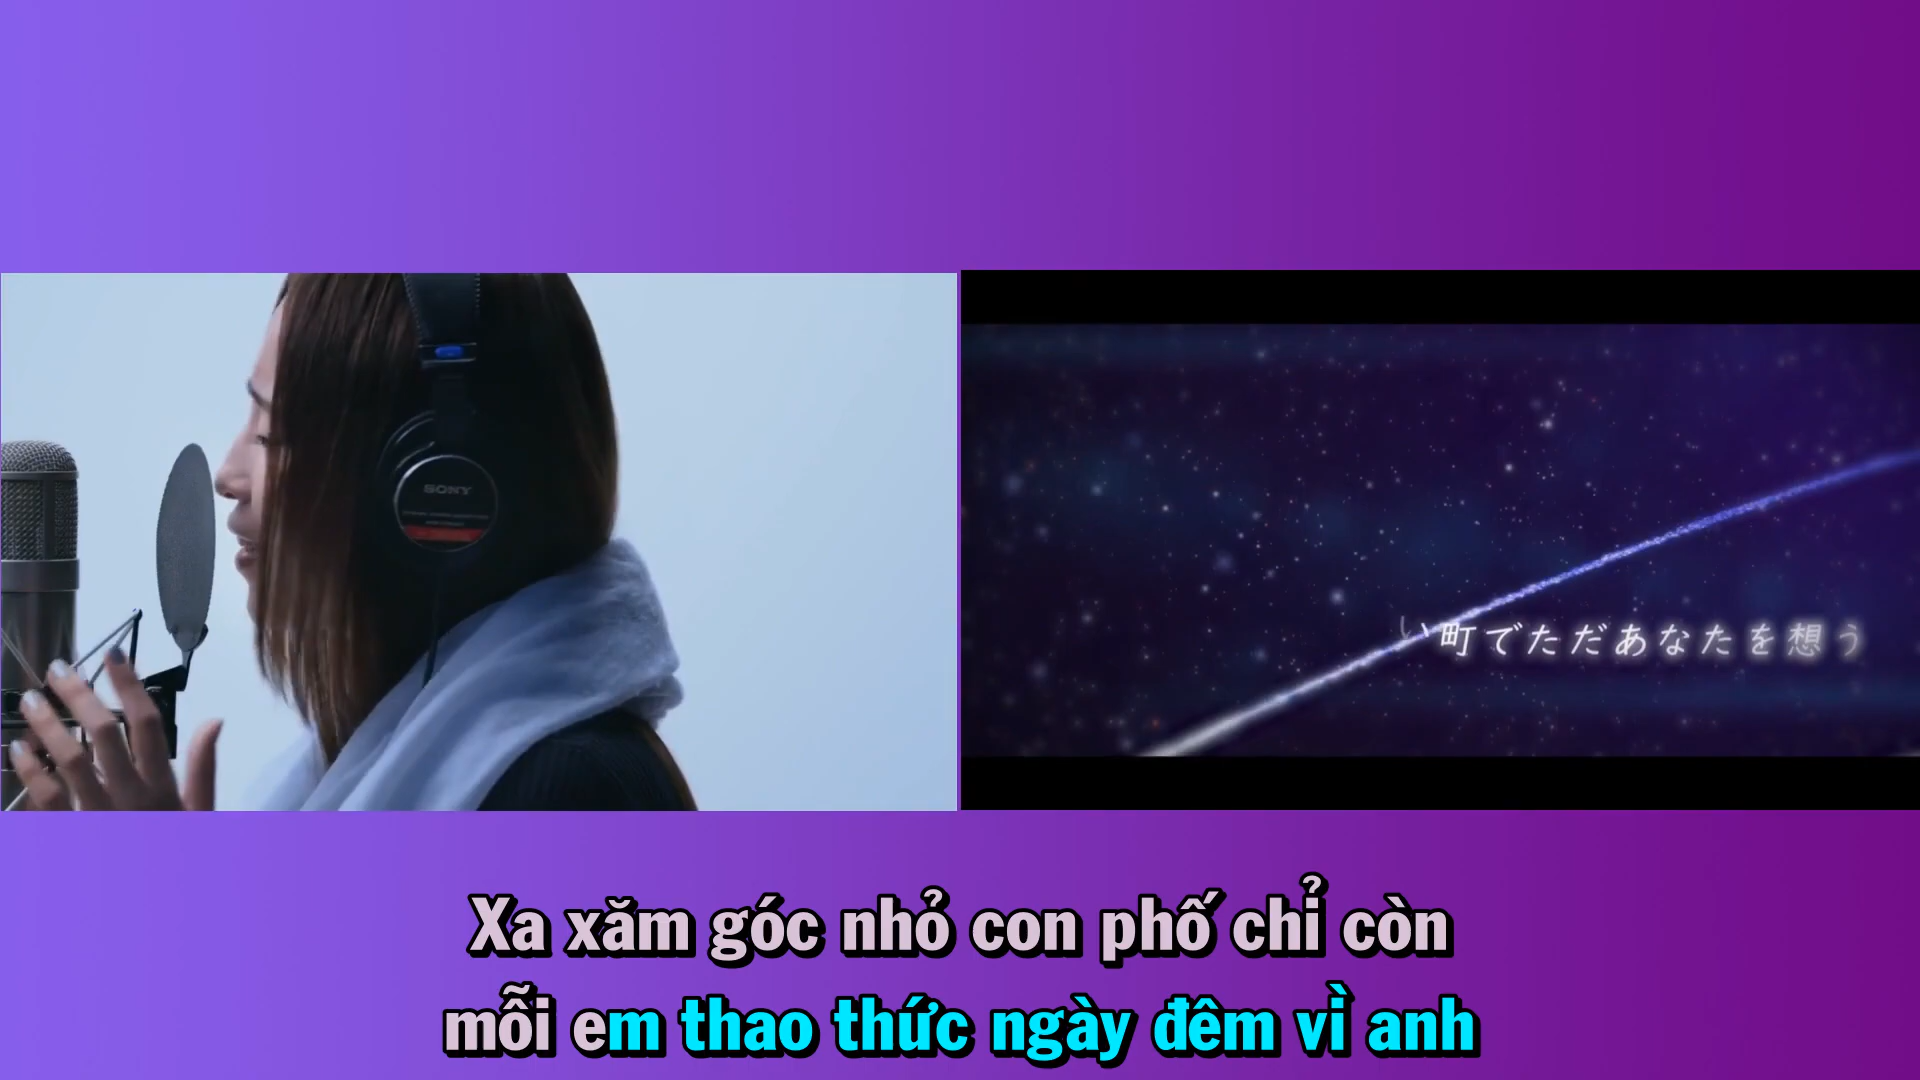 SONY
い町でただあなたを想う
Xa xăm góc nhỏ con phố chỉ còn
mỗi em thao thức ngày đêm vì anh